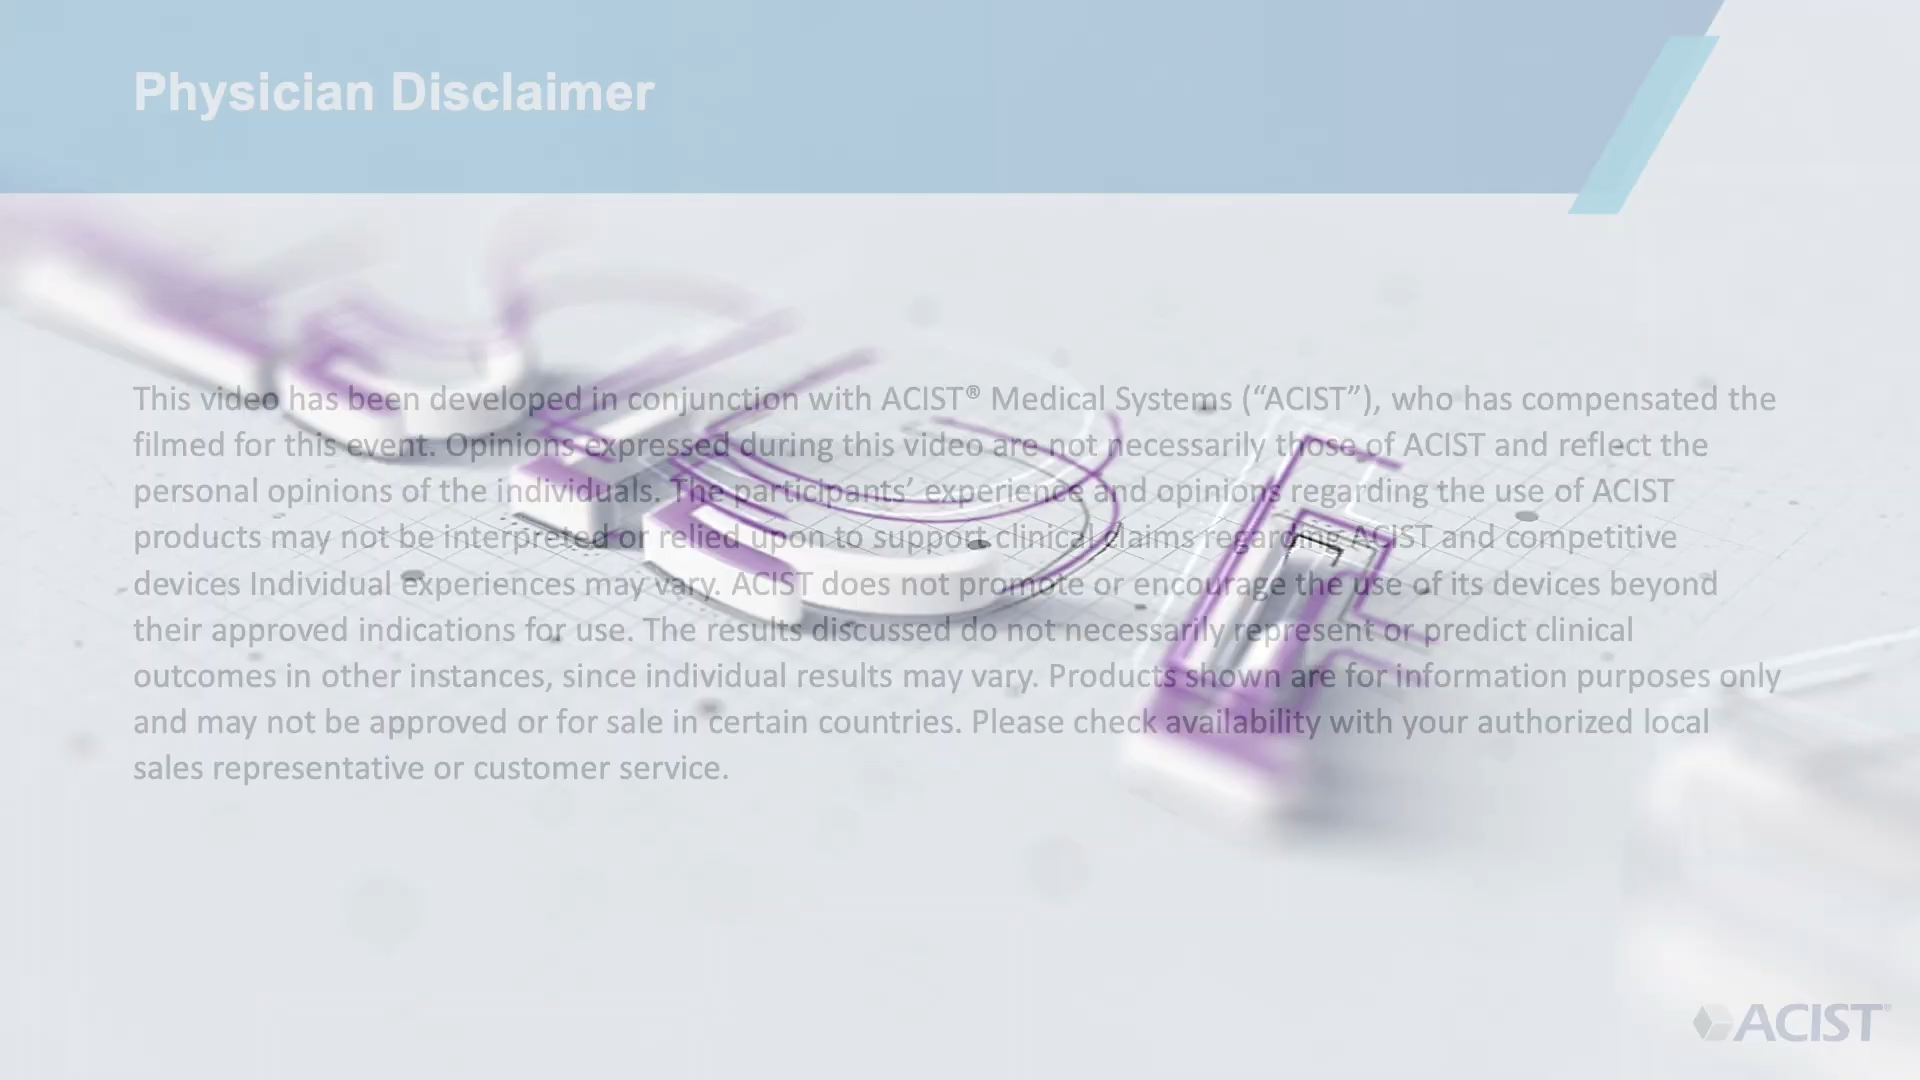 Physician Disclaimer
This video has been developed in conjunction with ACIST® Medical Systems (“ACIST”), who has compensated the
filmed for this event. Opinions expressed during this video are not necessarily those of ACIST and reflect the
personal opinions of the individuals. The participants’ experience and opinions regarding the use of ACIST
products may not be interpreted or relied upon to support clinical claims regarding ACIST and competitive
devices Individual experiences may vary. ACIST does not promote or encourage the use of its devices beyond
their approved indications for use. The results discussed do not necessarily represent or predict clinical
outcomes in other instances, since individual results may vary. Products shown are for information purposes only
and may not be approved or for sale in certain countries. Please check availability with your authorized local
sales representative or customer service.
ACIST®